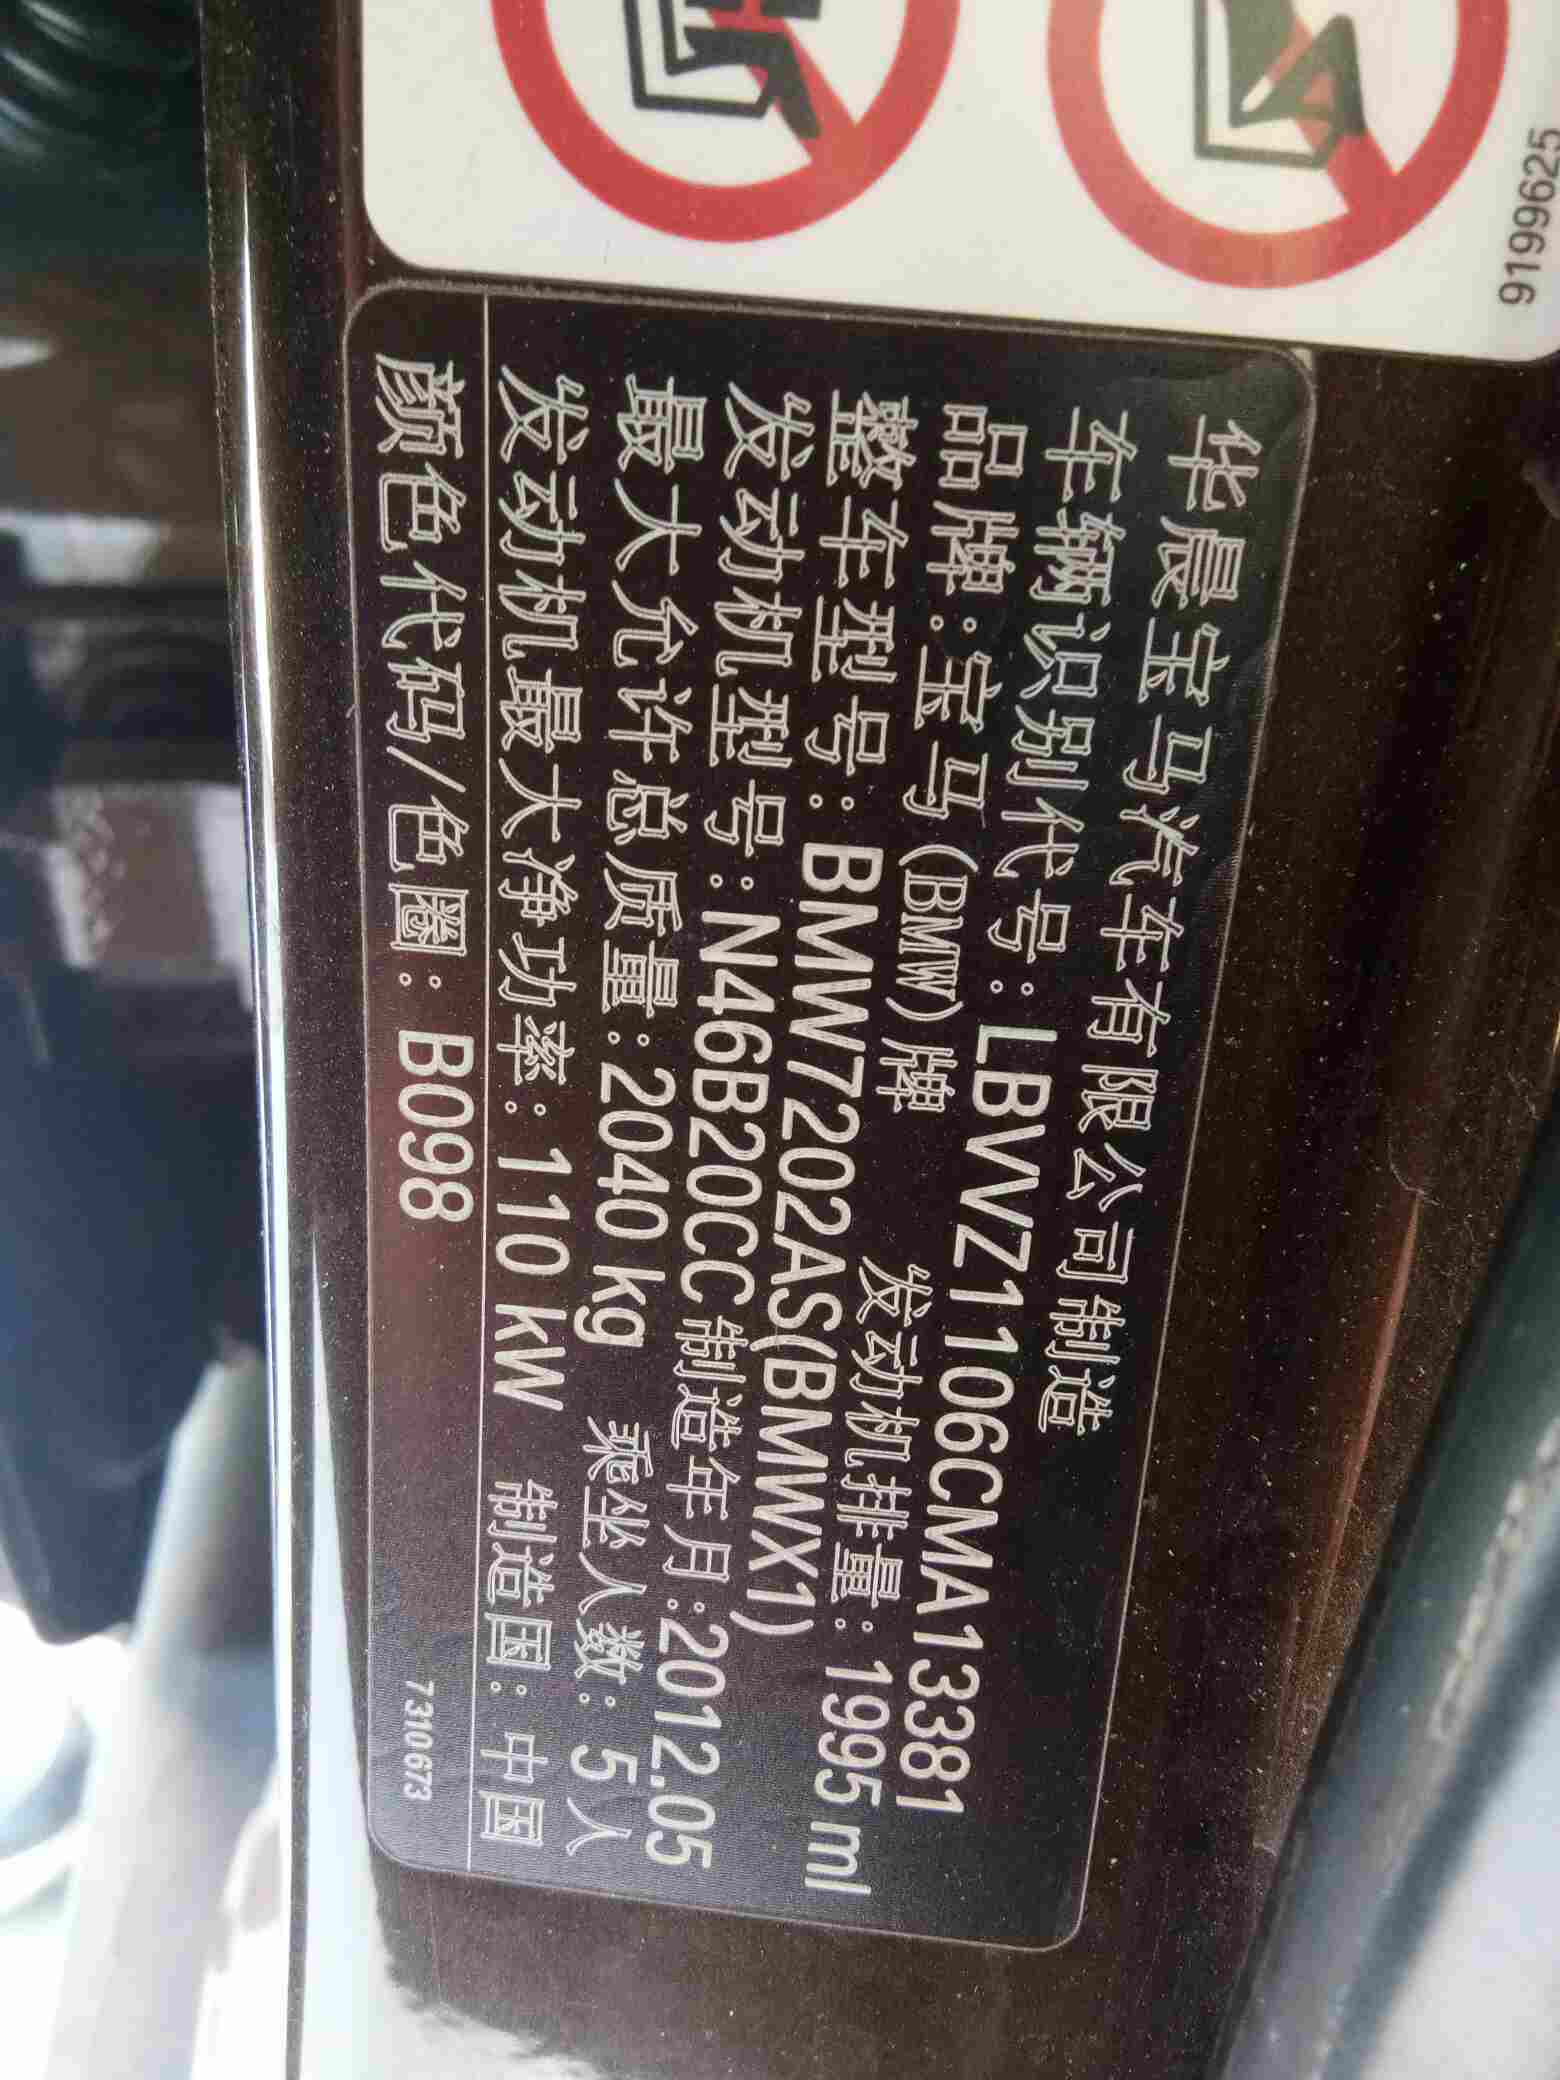 9199625
华晨宝马汽车有限公司制造
车辆识别代号：LBVVZ1106CMA13381
品牌：宝马(BMW)牌 发动机排量：1995 ml
整车型号：BMW7202AS(BMWX1)
发动机型号：N46B20CC 制造年月：2012.05
最大允许总质量：2040 kg 乘坐人数：5 人
发动机最大净功率：110 kW 制造国：中国
颜色代码/色圈：B098 7310673